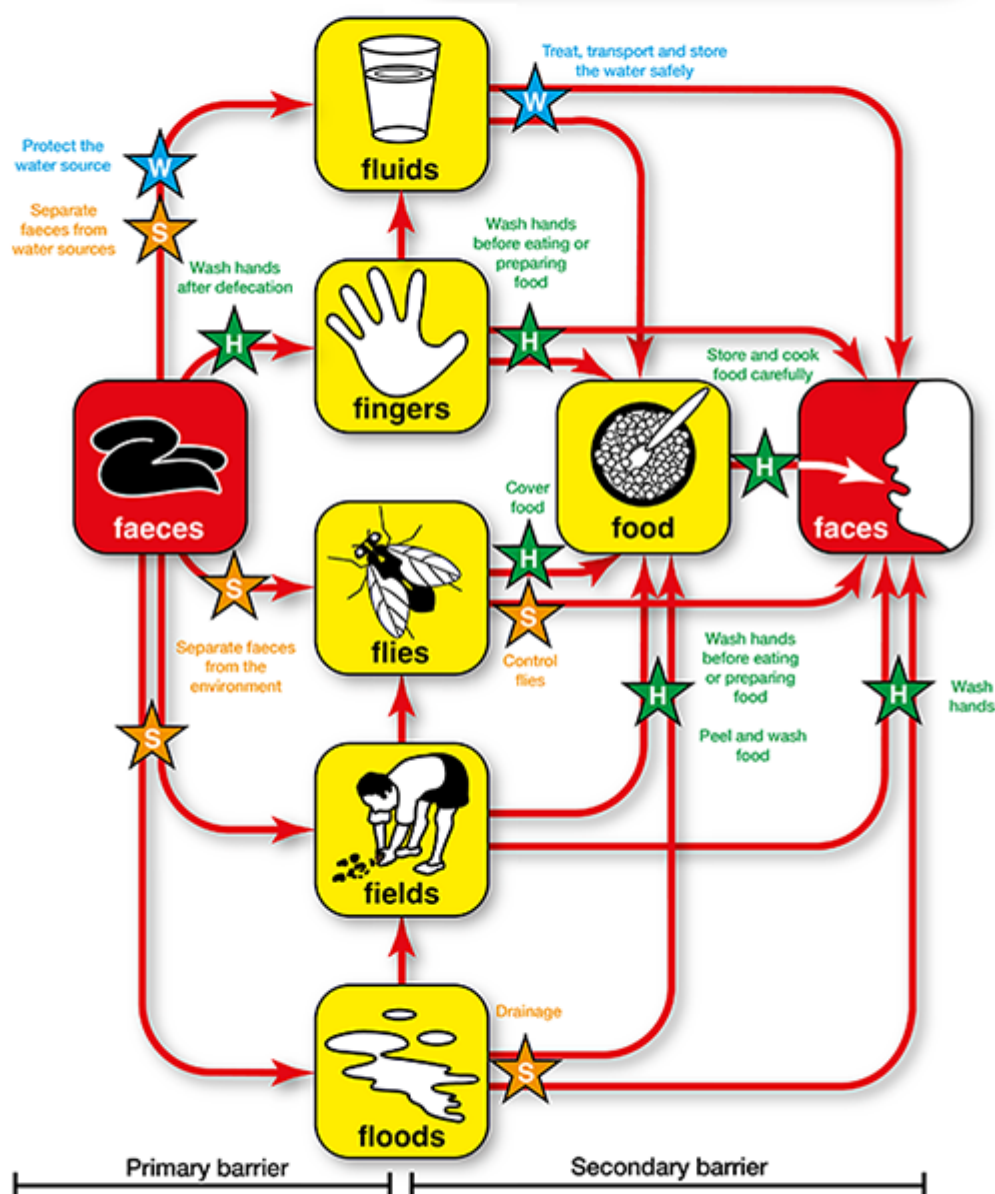 Treat, transport and store
the water safely
W
fluids
Protect the
water source
W
Separate
faeces from
water sources
S
Wash hands
after defecation
H
Wash hands
before eating or
preparing
food
H
fingers
Store and cook
food carefully
H
faeces
food
faces
Cover
food
H
S
flies
S
Control
flies
Separate faeces
from the
environment
S
Wash hands
before eating
or preparing
food
H
Peel and wash
food
H
Wash
hands
fields
Drainage
S
floods
Primary barrier
Secondary barrier